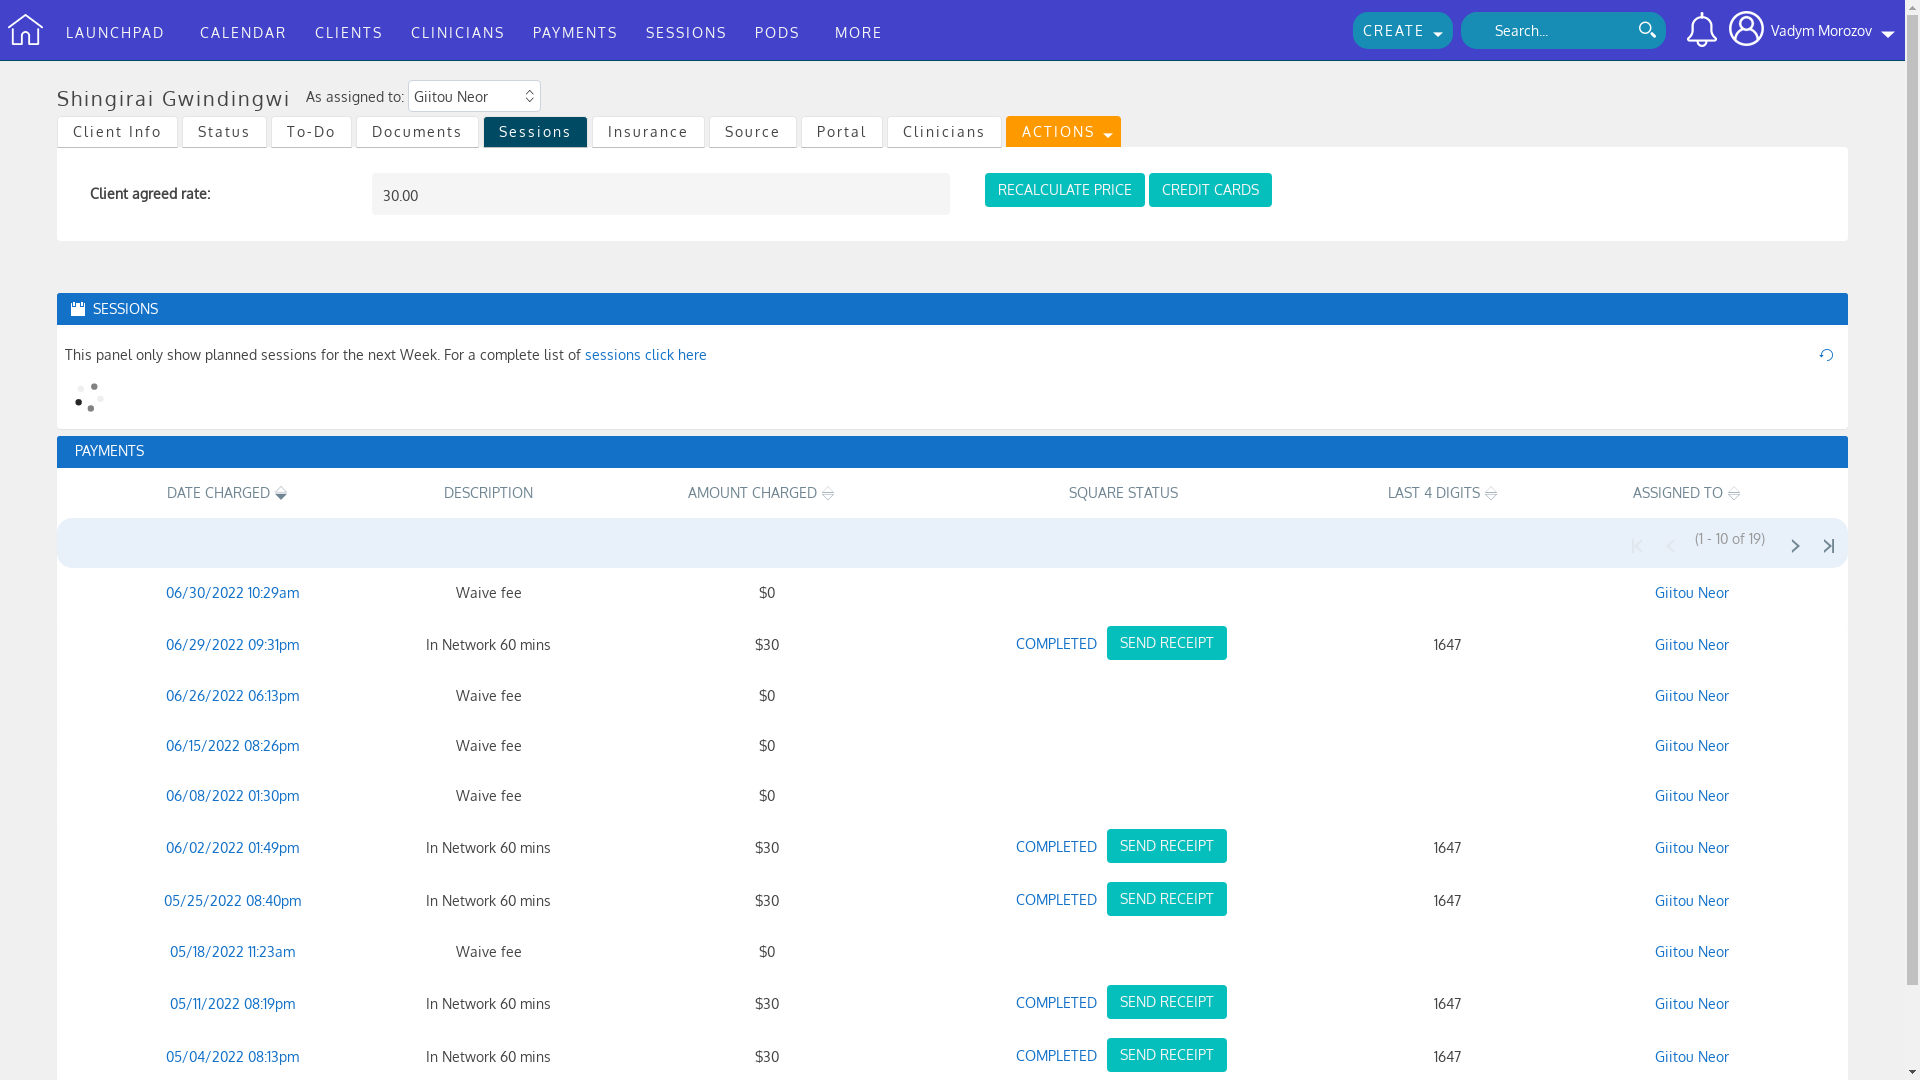 LAUNCHPAD CALENDAR CLIENTS CLINICIANS PAYMENTS SESSIONS PODS MORE CREATE Search... Vadym Morozov
Shingirai Gwindingwi As assigned to: Giitou Neor
Client Info Status To-Do Documents Sessions Insurance Source Portal Clinicians ACTIONS
Client agreed rate: 30.00 RECALCULATE PRICE CREDIT CARDS
SESSIONS
This panel only show planned sessions for the next Week. For a complete list of sessions click here
PAYMENTS
DATE CHARGED DESCRIPTION AMOUNT CHARGED SQUARE STATUS LAST 4 DIGITS ASSIGNED TO
(1 - 10 of 19)
06/30/2022 10:29am Waive fee $0 Giitou Neor
06/29/2022 09:31pm In Network 60 mins $30 COMPLETED SEND RECEIPT 1647 Giitou Neor
06/26/2022 06:13pm Waive fee $0 Giitou Neor
06/15/2022 08:26pm Waive fee $0 Giitou Neor
06/08/2022 01:30pm Waive fee $0 Giitou Neor
06/02/2022 01:49pm In Network 60 mins $30 COMPLETED SEND RECEIPT 1647 Giitou Neor
05/25/2022 08:40pm In Network 60 mins $30 COMPLETED SEND RECEIPT 1647 Giitou Neor
05/18/2022 11:23am Waive fee $0 Giitou Neor
05/11/2022 08:19pm In Network 60 mins $30 COMPLETED SEND RECEIPT 1647 Giitou Neor
05/04/2022 08:13pm In Network 60 mins $30 COMPLETED SEND RECEIPT 1647 Giitou Neor